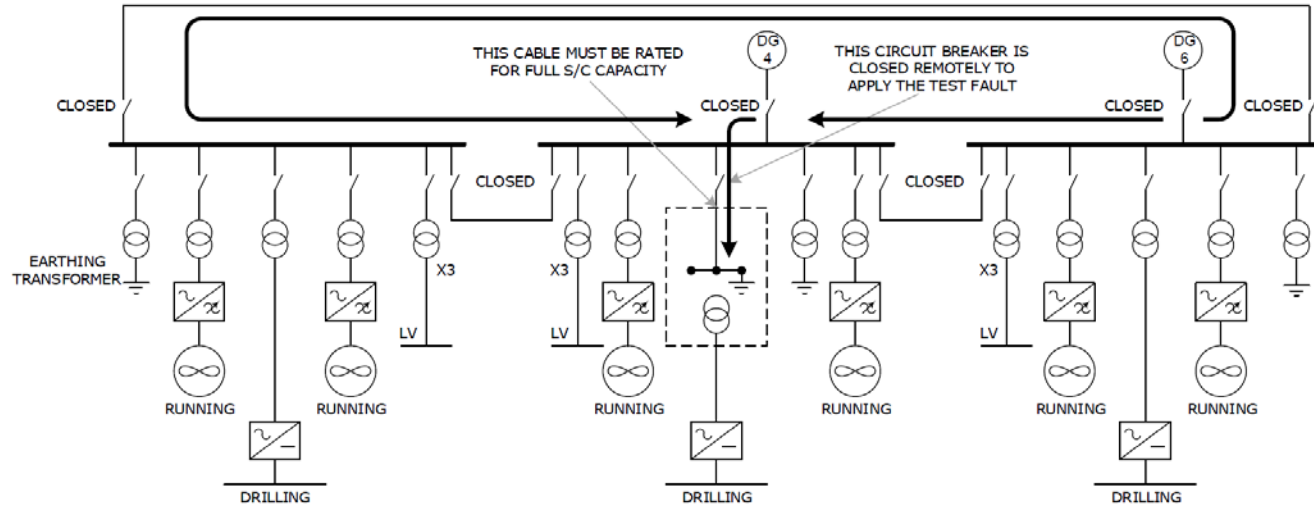 THIS CABLE MUST BE RATED
FOR FULL S/C CAPACITY
DG
4
THIS CIRCUIT BREAKER IS
CLOSED REMOTELY TO
APPLY THE TEST FAULT
DG
6
CLOSED
CLOSED
CLOSED
CLOSED
CLOSED
CLOSED
EARTHING
TRANSFORMER
X3
X3
X3
LV
LV
LV
RUNNING
RUNNING
RUNNING
RUNNING
RUNNING
RUNNING
DRILLING
DRILLING
DRILLING